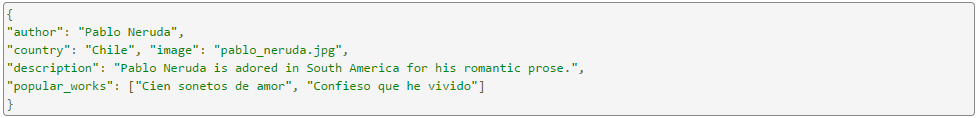 {
"author": "Pablo Neruda",
"country": "Chile", "image": "pablo_neruda.jpg",
"description": "Pablo Neruda is adored in South America for his romantic prose.",
"popular_works": ["Cien sonetos de amor", "Confieso que he vivido"]
}